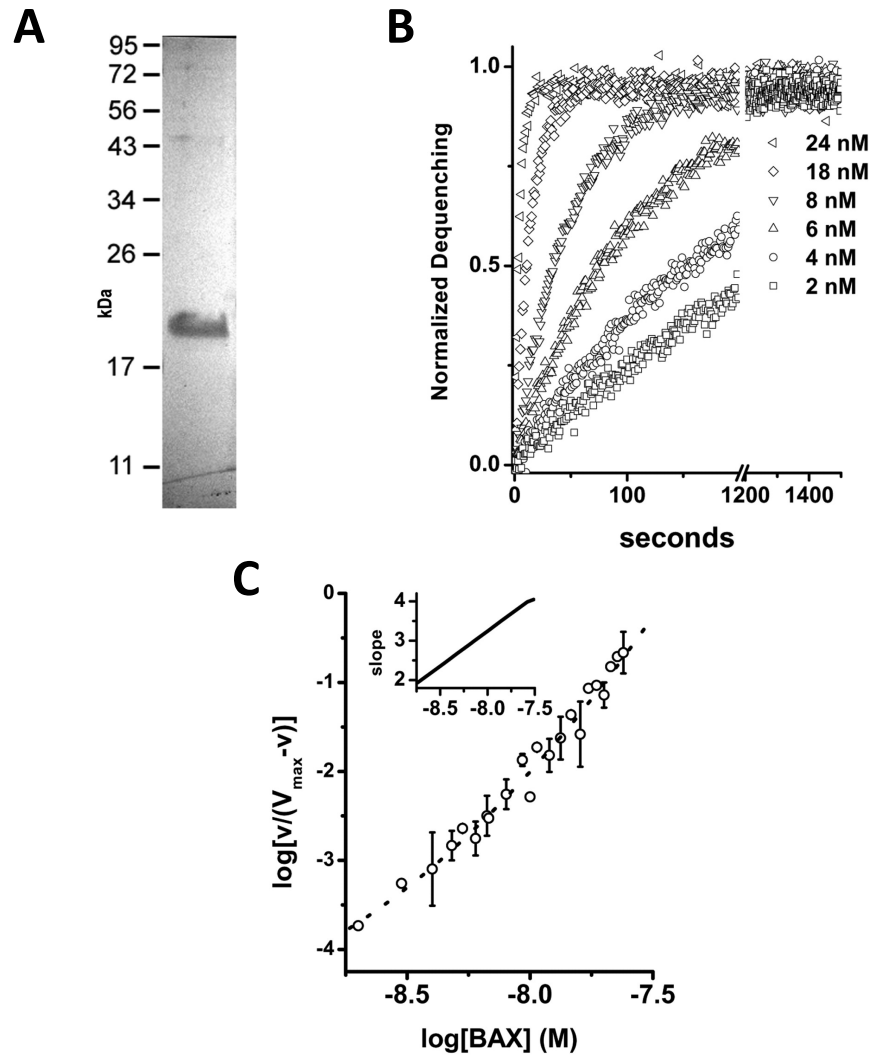 A
95
72
56
43
34
26
17
11
kDa
B
1.0
0.5
0.0
Normalized Dequenching
0 100 1200 1400
seconds
24 nM
18 nM
8 nM
6 nM
4 nM
2 nM
C
0
-1
-2
-3
-4
log[v/(Vmax-v)]
4
3
2
slope
-8.5 -8.0 -7.5
-8.5 -8.0 -7.5
log[BAX] (M)